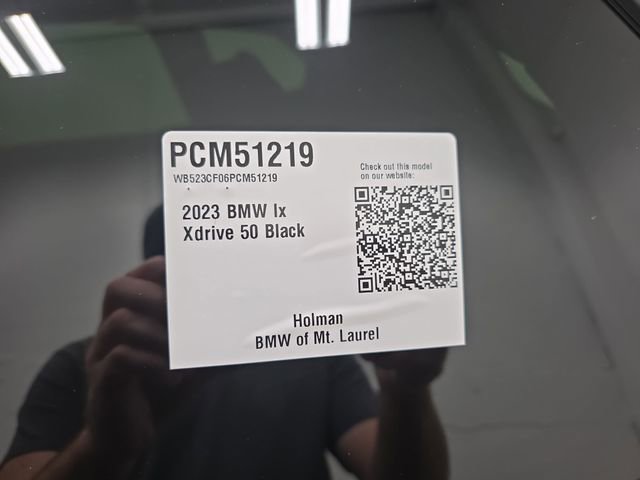 PCM51219
WB523CF06PCM51219
Check out this model
on our website:
2023 BMW Ix
Xdrive 50 Black
Holman
BMW of Mt. Laurel